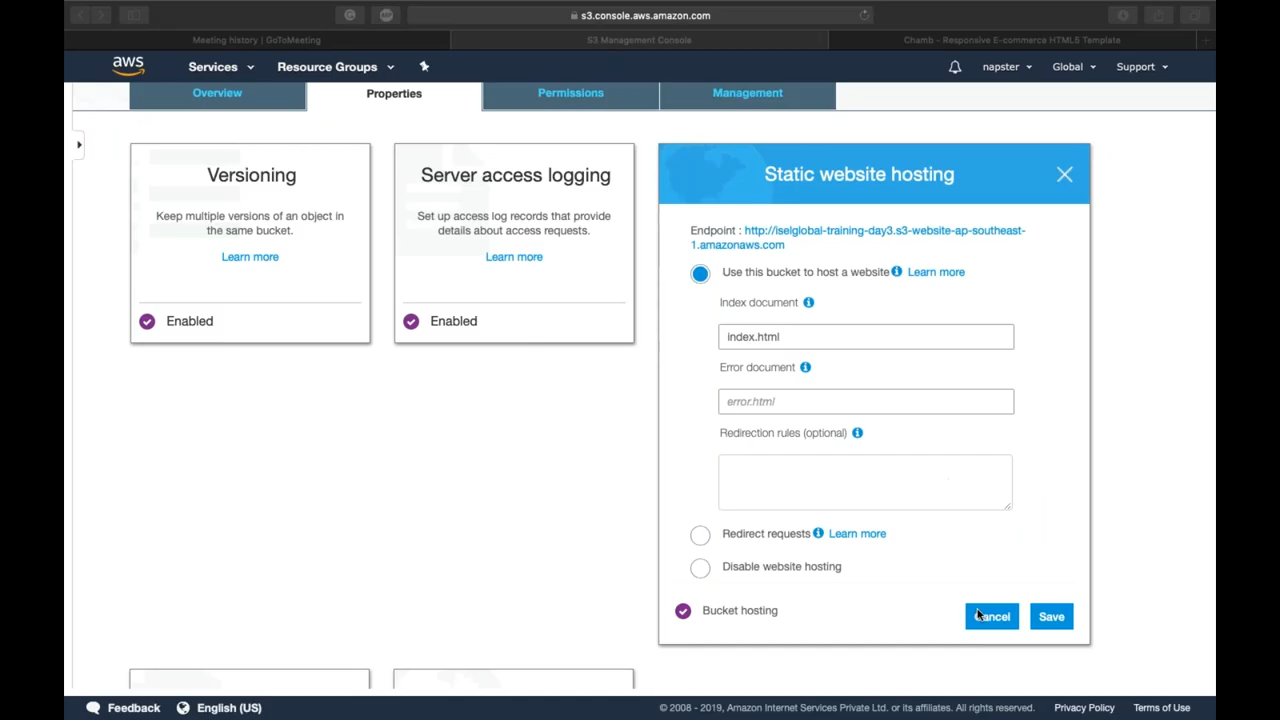 s3.console.aws.amazon.com
Meeting history | GoToMeeting
S3 Management Console
Chamb - Responsive E-commerce HTML5 Template
aws
Services
Resource Groups
napster
Global
Support
Overview
Properties
Permissions
Management
Versioning
Keep multiple versions of an object in
the same bucket.
Learn more
Enabled
Server access logging
Set up access log records that provide
details about access requests.
Learn more
Enabled
Static website hosting
Endpoint : http://iselglobal-training-day3.s3-website-ap-southeast-
1.amazonaws.com
Use this bucket to host a website Learn more
Index document
index.html
Error document
error.html
Redirection rules (optional)
Redirect requests Learn more
Disable website hosting
Bucket hosting
Cancel
Save
Feedback
English (US)
© 2008 - 2019, Amazon Internet Services Private Ltd. or its affiliates. All rights reserved.
Privacy Policy
Terms of Use